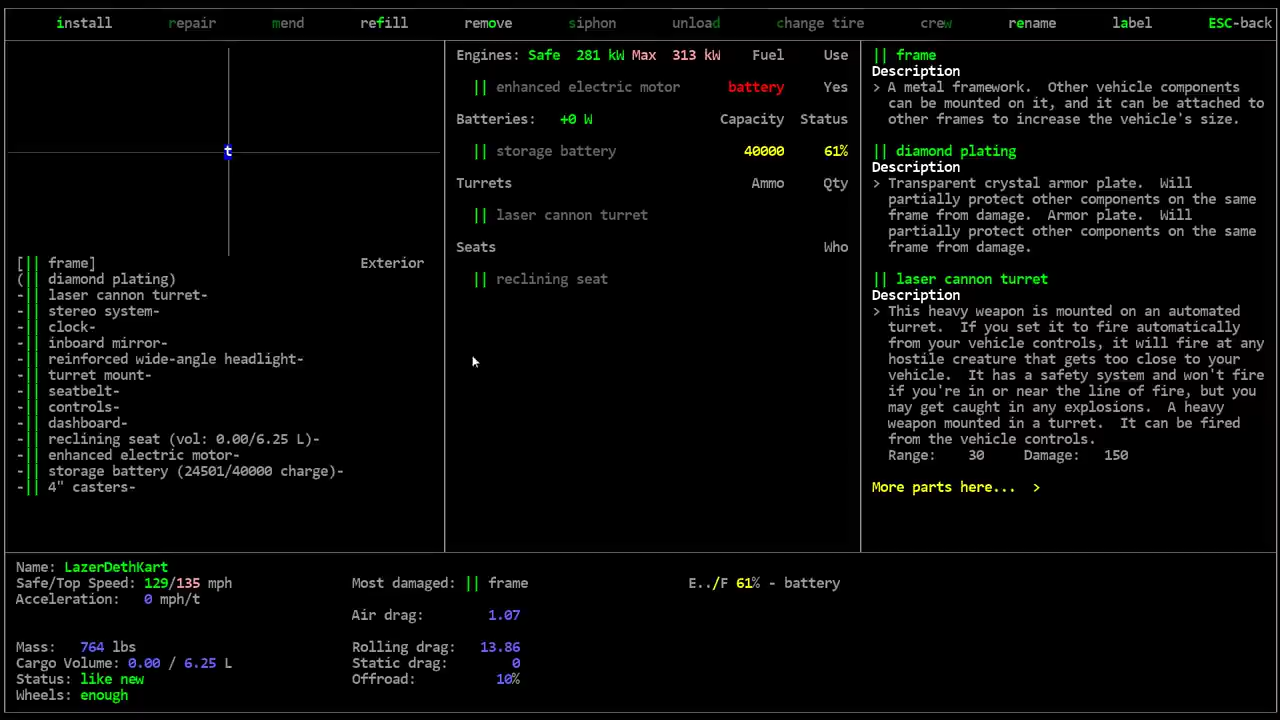 install repair mend refill remove siphon unload change tire crew rename label ESC-back
t
[|| frame] Exterior
(|| diamond plating)
-|| laser cannon turret-
-|| stereo system-
-|| clock-
-|| inboard mirror-
-|| reinforced wide-angle headlight-
-|| turret mount-
-|| seatbelt-
-|| controls-
-|| dashboard-
-|| reclining seat (vol: 0.00/6.25 L)-
-|| enhanced electric motor-
-|| storage battery (24501/40000 charge)-
-|| 4" casters-
Engines: Safe 281 kW Max 313 kW Fuel Use
|| enhanced electric motor battery Yes
Batteries: +0 W Capacity Status
|| storage battery 40000 61%
Turrets Ammo Qty
|| laser cannon turret
Seats Who
|| reclining seat
|| frame
Description
> A metal framework. Other vehicle components
can be mounted on it, and it can be attached to
other frames to increase the vehicle's size.
|| diamond plating
Description
> Transparent crystal armor plate. Will
partially protect other components on the same
frame from damage. Armor plate. Will
partially protect other components on the same
frame from damage.
|| laser cannon turret
Description
> This heavy weapon is mounted on an automated
turret. If you set it to fire automatically
from your vehicle controls, it will fire at any
hostile creature that gets too close to your
vehicle. It has a safety system and won't fire
if you're in or near the line of fire, but you
may get caught in any explosions. A heavy
weapon mounted in a turret. It can be fired
from the vehicle controls.
Range: 30 Damage: 150
More parts here... >
Name: LazerDethKart
Safe/Top Speed: 129/135 mph Most damaged: || frame E../F 61% - battery
Acceleration: 0 mph/t
Air drag: 1.07
Mass: 764 lbs Rolling drag: 13.86
Cargo Volume: 0.00 / 6.25 L Static drag: 0
Status: like new Offroad: 10%
Wheels: enough